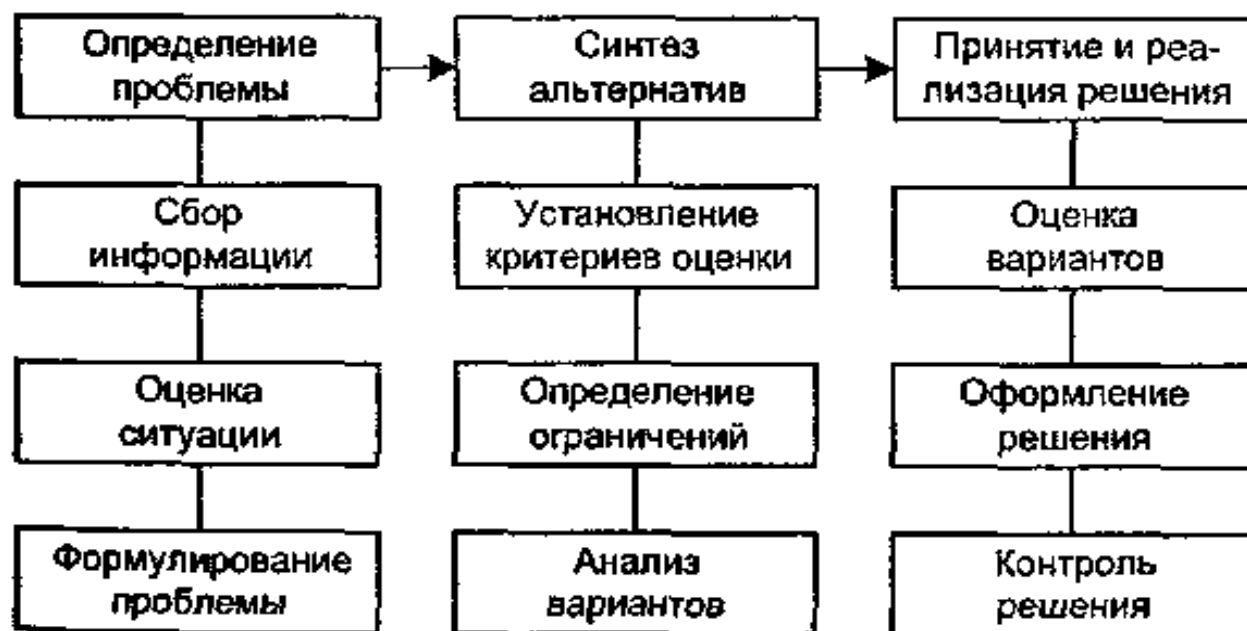 Определение
проблемы
Синтез
альтернатив
Принятие и реа-
лизация решения
Сбор
информации
Установление
критериев оценки
Оценка
вариантов
Оценка
ситуации
Определение
ограничений
Оформление
решения
Формулирование
проблемы
Анализ
вариантов
Контроль
решения